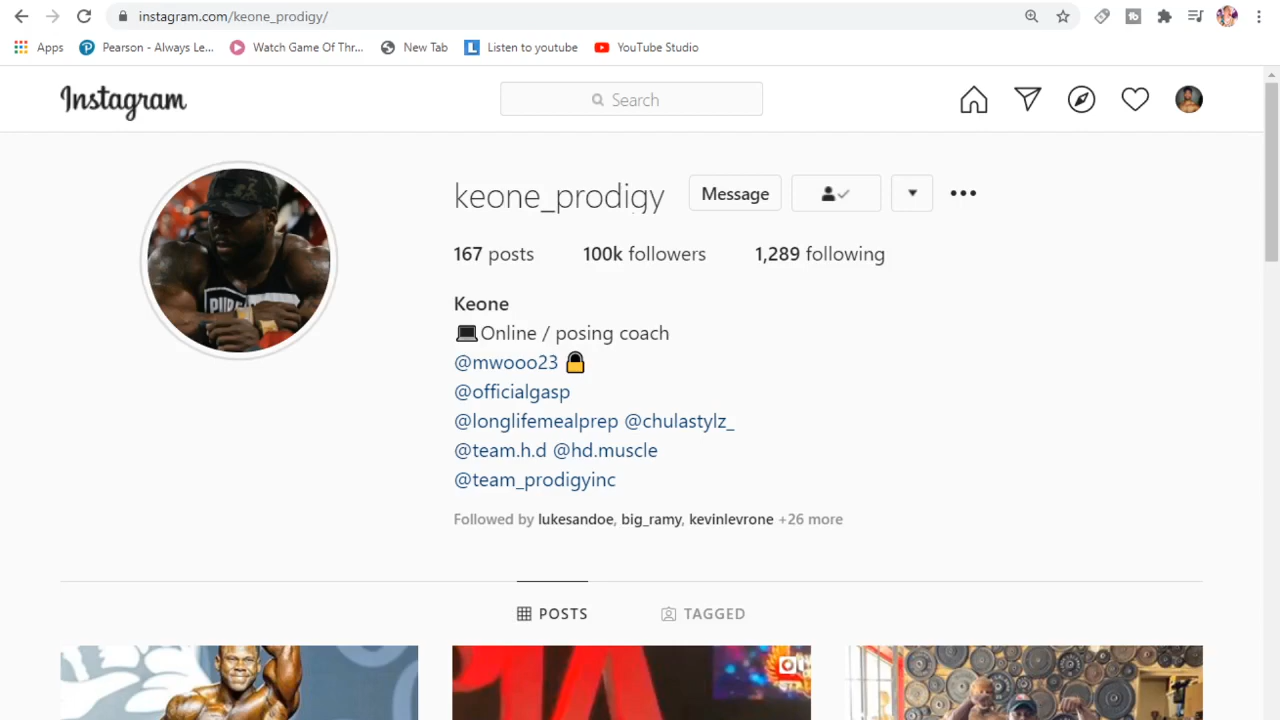 instagram.com/keone_prodigy/
Apps Pearson - Always Le... Watch Game Of Thr... New Tab L Listen to youtube YouTube Studio
Instagram
Search
keone_prodigy Message
167 posts 100k followers 1,289 following
Keone
Online / posing coach
@mwooo23
@officialgasp
@longlifemealprep @chulastylz_
@team.h.d @hd.muscle
@team_prodigyinc
Followed by lukesandoe, big_ramy, kevinlevrone +26 more
POSTS TAGGED